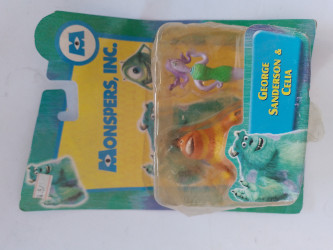 MONSTERS, INC.
GEORGE
SANDERSON &
CELIA